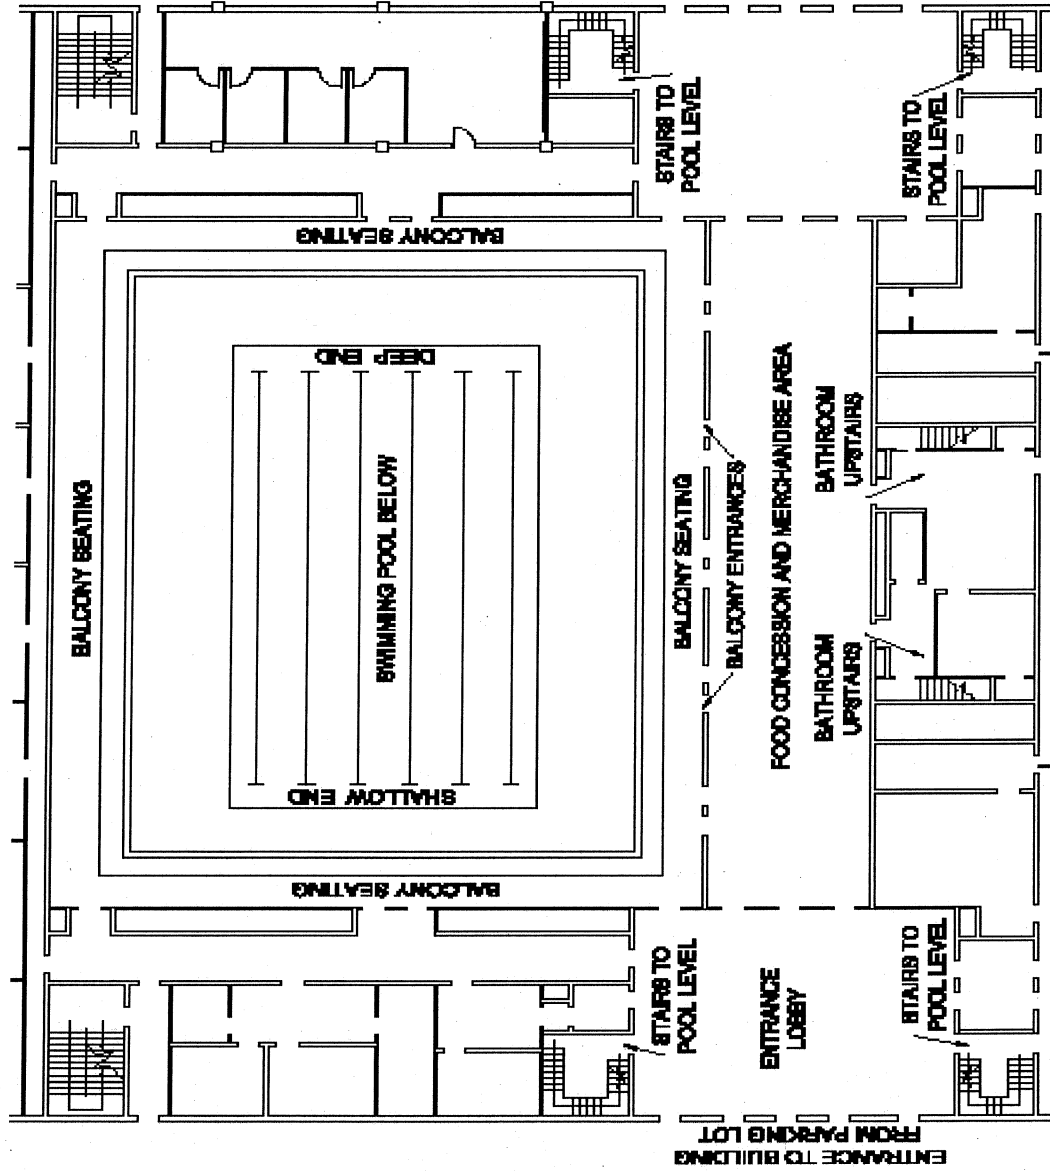 STAIRS TO
POOL LEVEL
STAIRS TO
POOL LEVEL
BALCONY SEATING
DEEP END
BALCONY SEATING
SWIMMING POOL BELOW
BALCONY SEATING
BALCONY ENTRANCES
FOOD CONCESSION AND MERCHANDISE AREA
BATHROOM
UPSTAIRS
BATHROOM
UPSTAIRS
SHALLOW END
BALCONY SEATING
STAIRS TO
POOL LEVEL
ENTRANCE
LOBBY
STAIRS TO
POOL LEVEL
ENTRANCE TO BUILDING
FROM PARKING LOT